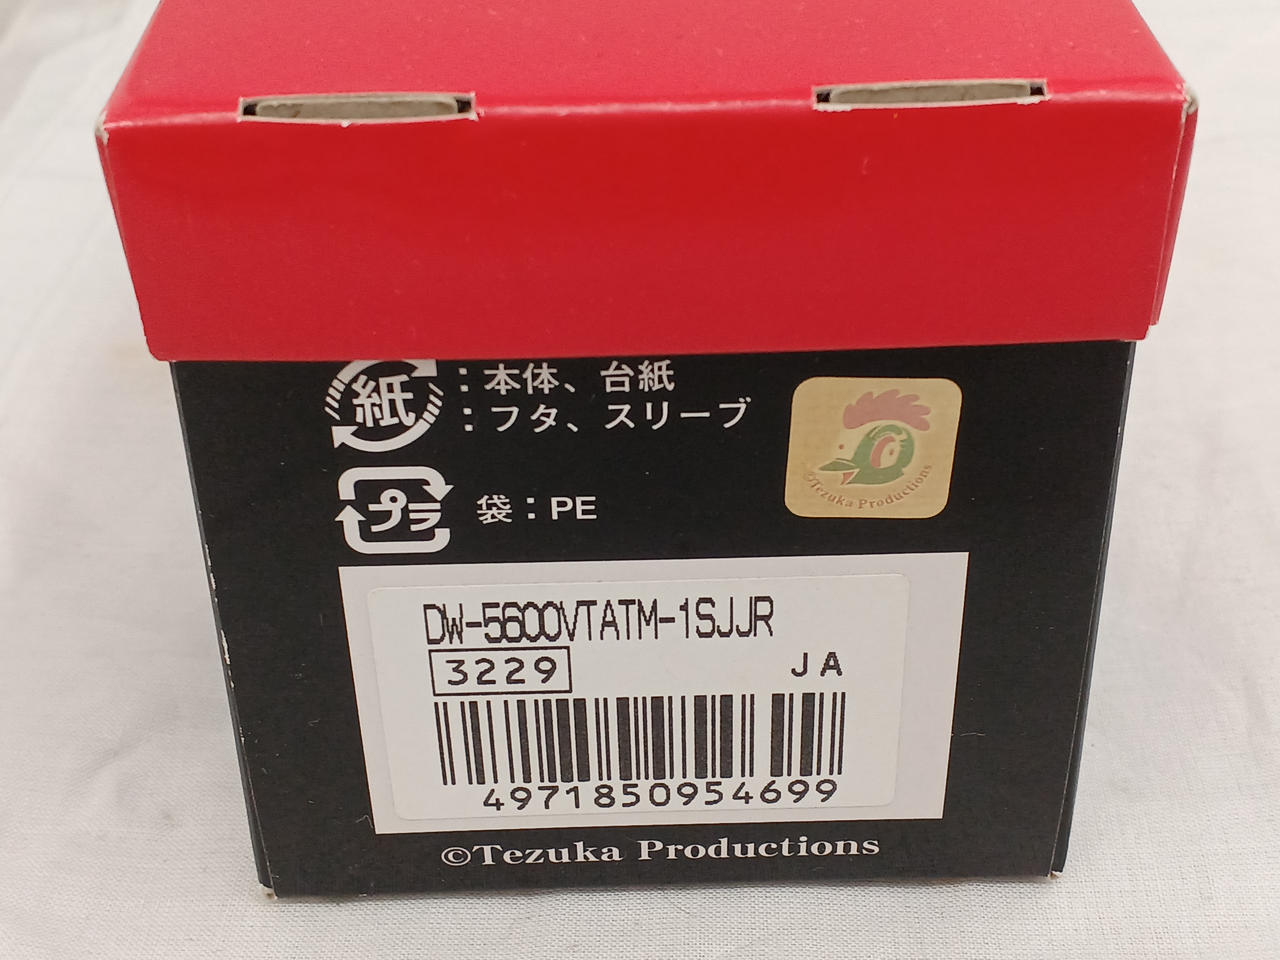 紙
：本体、台紙
：フタ、スリーブ
プラ
袋：PE
©Tezuka Productions
DW-5600VTATM-1SJJR
3229
JA
4971850954699
©Tezuka Productions